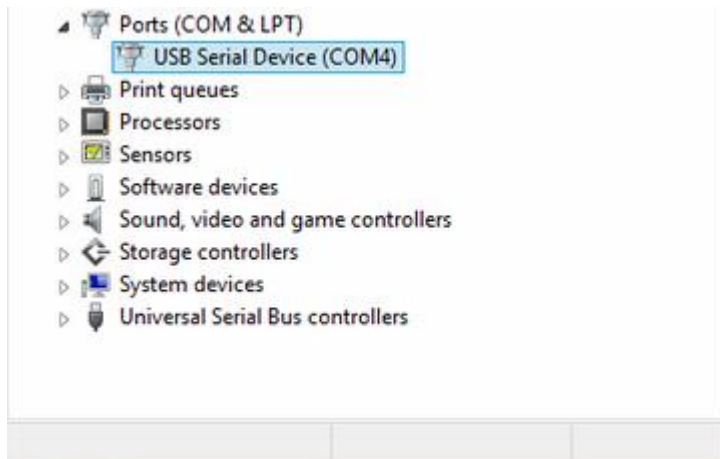 Ports (COM & LPT)
USB Serial Device (COM4)
Print queues
Processors
Sensors
Software devices
Sound, video and game controllers
Storage controllers
System devices
Universal Serial Bus controllers